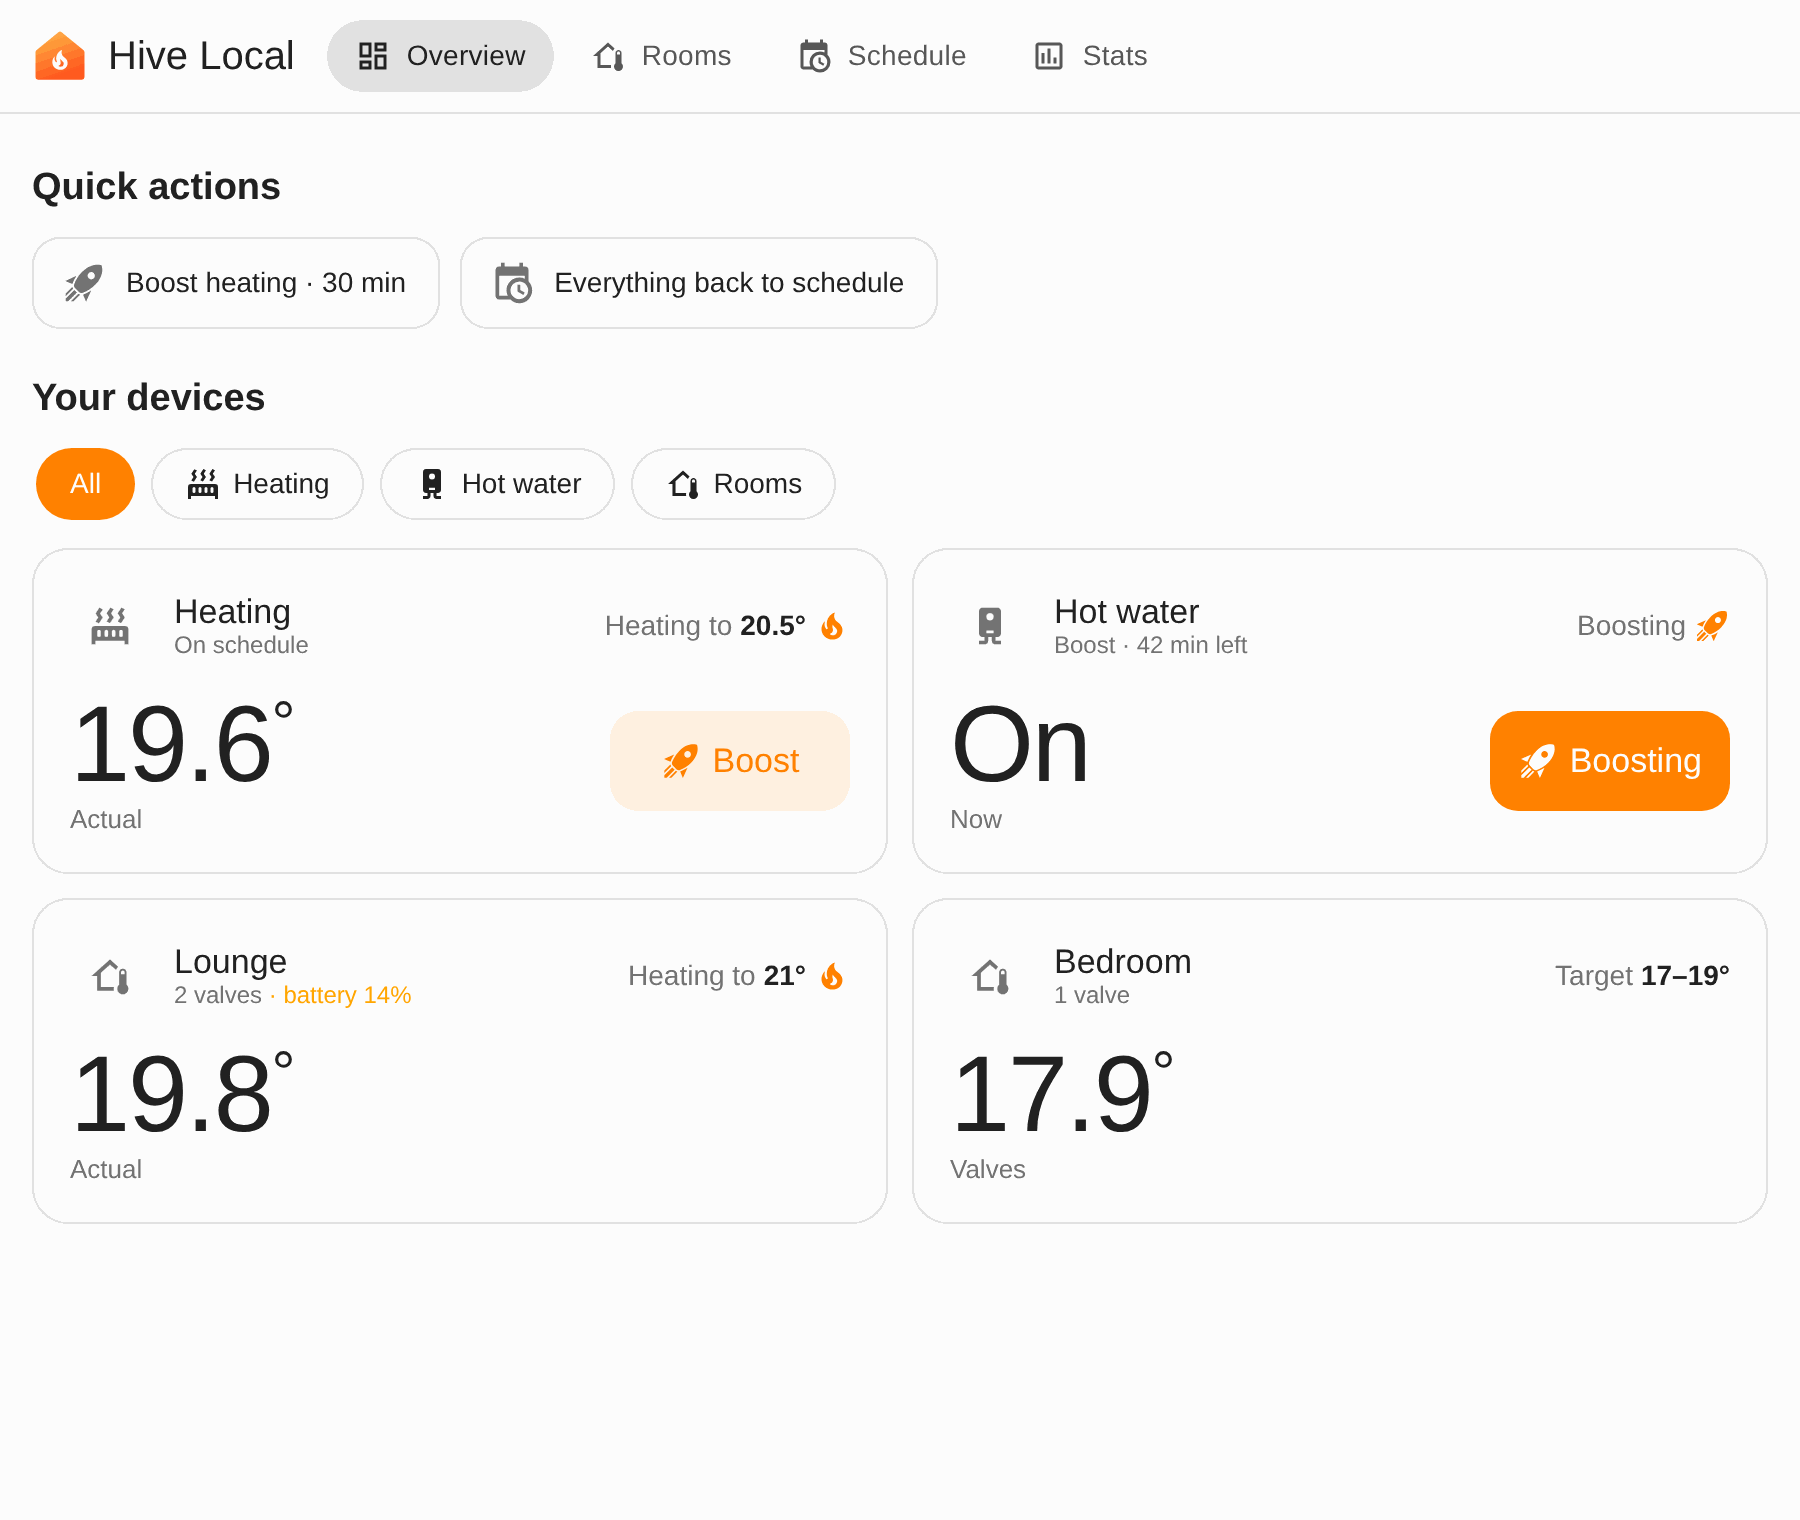 Hive Local
Overview
Rooms
Schedule
Stats
Quick actions
Boost heating · 30 min
Everything back to schedule
Your devices
All
Heating
Hot water
Rooms
Heating
On schedule
Heating to 20.5°
19.6°
Actual
Boost
Hot water
Boost · 42 min left
Boosting
On
Now
Boosting
Lounge
2 valves · battery 14%
Heating to 21°
19.8°
Actual
Bedroom
1 valve
Target 17–19°
17.9°
Valves